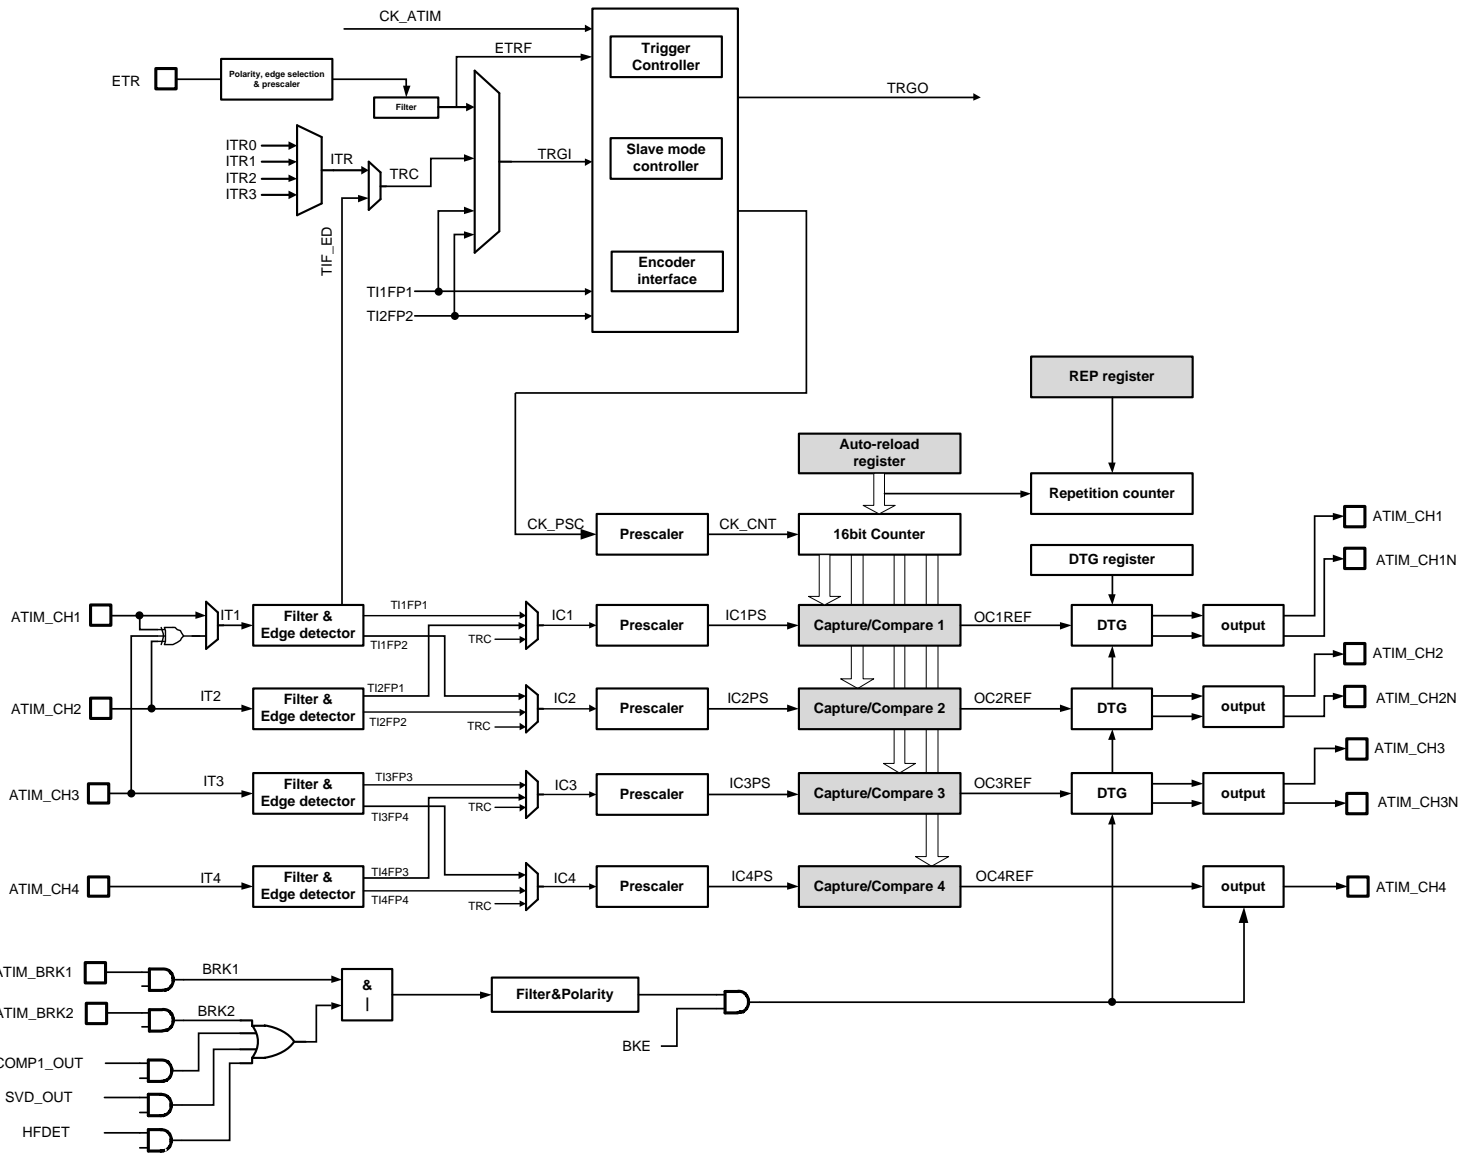 CK_ATIM
ETRF
Trigger
Controller
ETR
Polarity, edge selection
& prescaler
Filter
TRGO
ITR0
ITR1
ITR2
ITR3
ITR
TRC
TRGI
Slave mode
controller
TIF_ED
Encoder
interface
TI1FP1
TI2FP2
REP register
Auto-reload
register
Repetition counter
CK_PSC
Prescaler
CK_CNT
16bit Counter
DTG register
ATIM_CH1
ATIM_CH1N
ATIM_CH1
IT1
Filter &
Edge detector
TI1FP1
TRC
TI1FP2
IC1
Prescaler
IC1PS
Capture/Compare 1
OC1REF
DTG
output
ATIM_CH2
ATIM_CH2N
ATIM_CH2
IT2
Filter &
Edge detector
TI2FP1
TI2FP2
TRC
IC2
Prescaler
IC2PS
Capture/Compare 2
OC2REF
DTG
output
ATIM_CH3
ATIM_CH3N
ATIM_CH3
IT3
Filter &
Edge detector
TI3FP3
TRC
TI3FP4
IC3
Prescaler
IC3PS
Capture/Compare 3
OC3REF
DTG
output
ATIM_CH4
IT4
Filter &
Edge detector
TI4FP3
TI4FP4
TRC
IC4
Prescaler
IC4PS
Capture/Compare 4
OC4REF
output
ATIM_CH4
ATIM_BRK1
BRK1
&
|
Filter&Polarity
ATIM_BRK2
BRK2
BKE
COMP1_OUT
SVD_OUT
HFDET